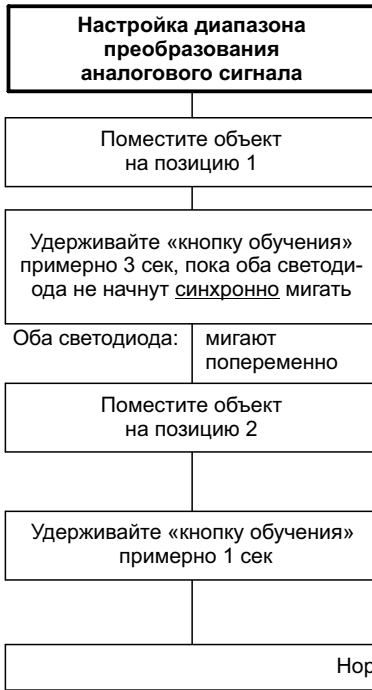 Настройка диапазона
преобразования
аналогового сигнала
Поместите объект
на позицию 1
Удерживайте «кнопку обучения»
примерно 3 сек, пока оба светоди-
ода не начнут синхронно мигать
Оба светодиода: мигают
попеременно
Поместите объект
на позицию 2
Удерживайте «кнопку обучения»
примерно 1 сек
Нор